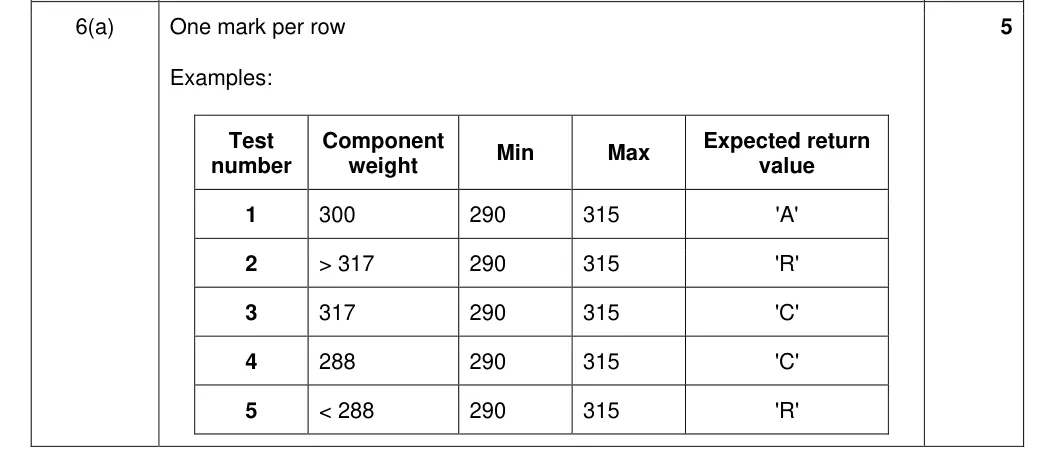 6(a) One mark per row 5
Examples:
Test number Component weight Min Max Expected return value
1 300 290 315 'A'
2 > 317 290 315 'R'
3 317 290 315 'C'
4 288 290 315 'C'
5 < 288 290 315 'R'